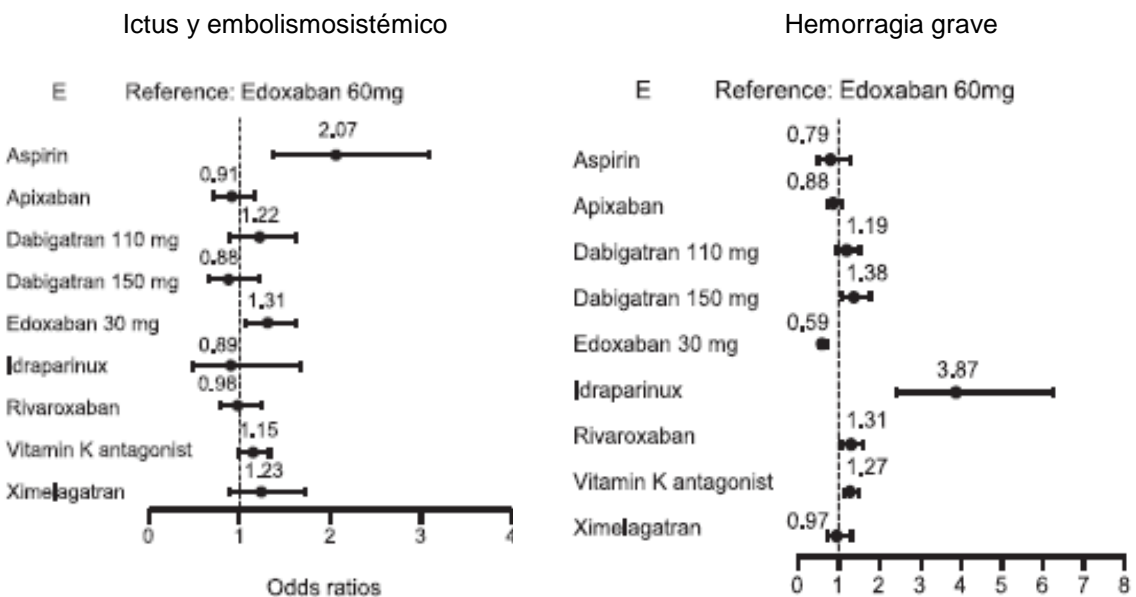 Ictus y embolismosistémico
E Reference: Edoxaban 60mg
Aspirin 2.07
Apixaban 0.91
Dabigatran 110 mg 1.22
Dabigatran 150 mg 0.88
Edoxaban 30 mg 1.31
Idraparinux 0.89
Rivaroxaban 0.98
Vitamin K antagonist 1.15
Ximelagatran 1.23
0 1 2 3 4
Odds ratios
Hemorragia grave
E Reference: Edoxaban 60mg
Aspirin 0.79
Apixaban 0.88
Dabigatran 110 mg 1.19
Dabigatran 150 mg 1.38
Edoxaban 30 mg 0.59
Idraparinux 3.87
Rivaroxaban 1.31
Vitamin K antagonist 1.27
Ximelagatran 0.97
0 1 2 3 4 5 6 7 8